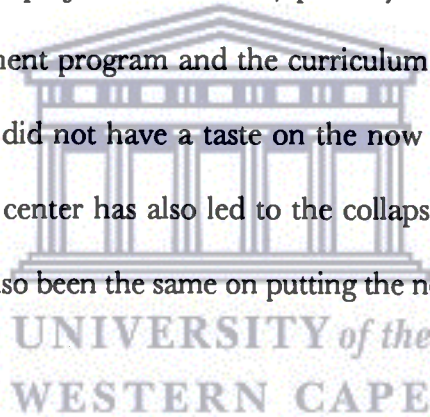 ment program and the curriculum
did not have a taste on the now
center has also led to the collaps
so been the same on putting the n
UNIVERSITY of the
WESTERN CAPE